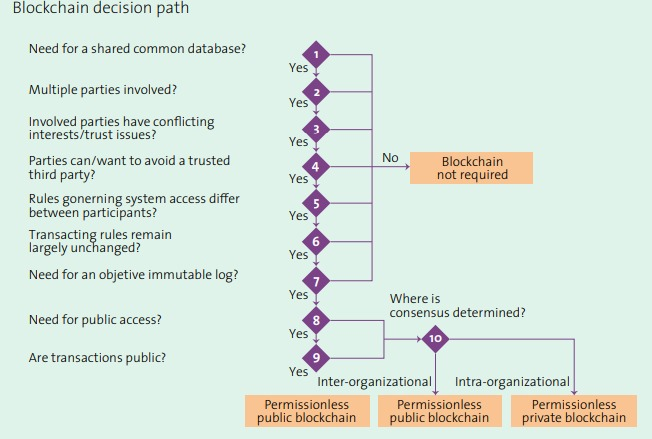 Blockchain decision path
Need for a shared common database?
1
Yes
Multiple parties involved?
2
Yes
Involved parties have conflicting
interests/trust issues?
3
Yes
Parties can/want to avoid a trusted
third party?
4
No
Blockchain
not required
Yes
Rules gonerning system access differ
between participants?
5
Yes
Transacting rules remain
largely unchanged?
6
Yes
Need for an objetive immutable log?
7
Yes
Where is
consensus determined?
Need for public access?
8
Yes
10
Are transactions public?
9
Yes
Inter-organizational
Intra-organizational
Permissionless
public blockchain
Permissionless
public blockchain
Permissionless
private blockchain